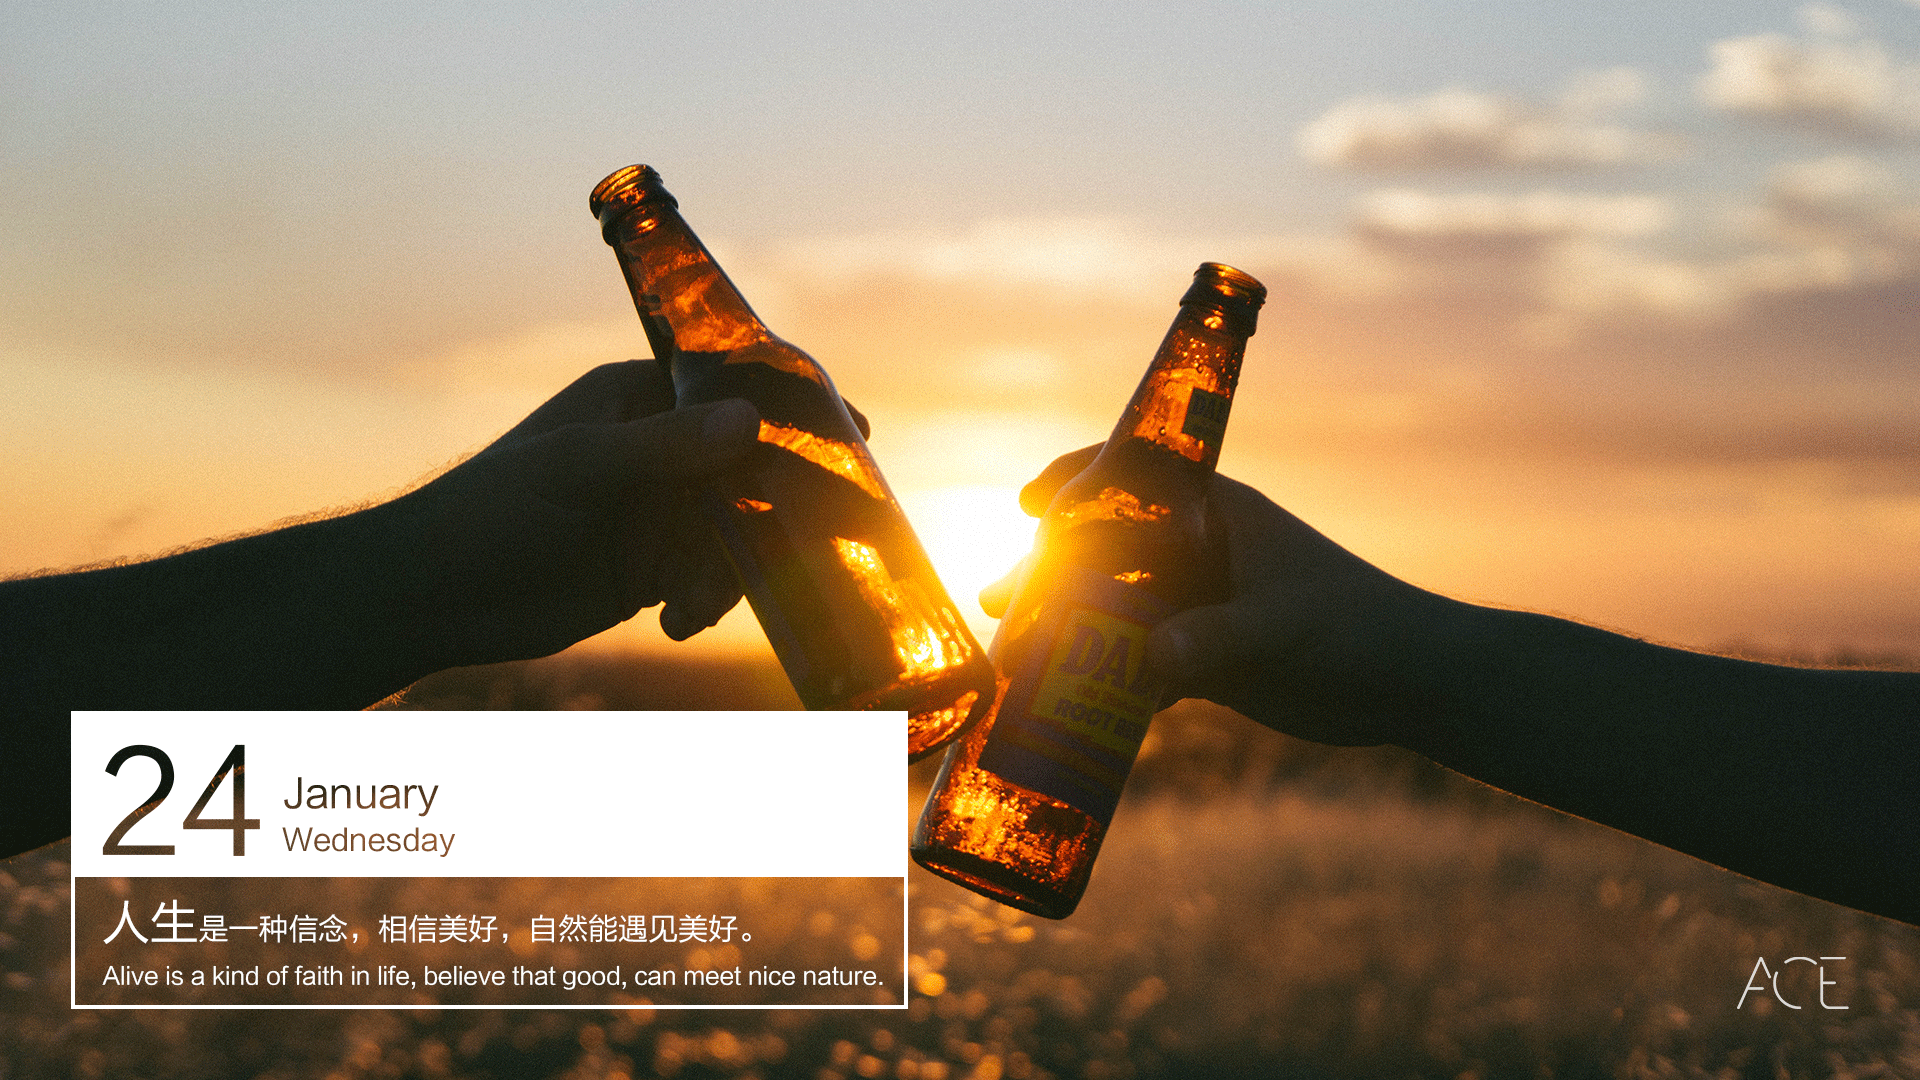 24
January
Wednesday
人生是一种信念，相信美好，自然能遇见美好。
Alive is a kind of faith in life, believe that good, can meet nice nature.
ROOT
ACE